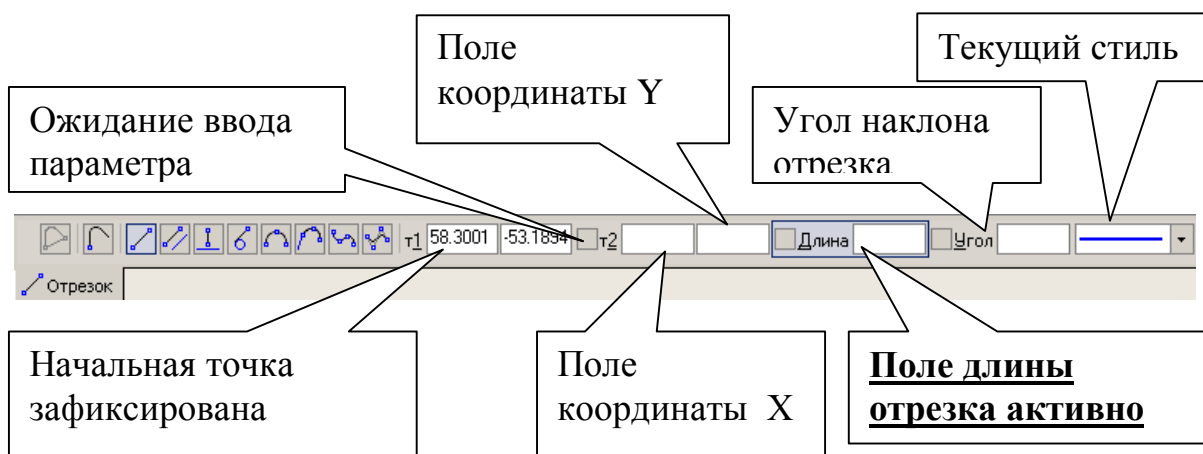 Поле
координаты Y
Текущий стиль
Ожидание ввода
параметра
Угол наклона
отрезка
т1 58.3001 -53.1894 т2 Длина Угол
Отрезок
Начальная точка
зафиксирована
Поле
координаты X
Поле длины
отрезка активно